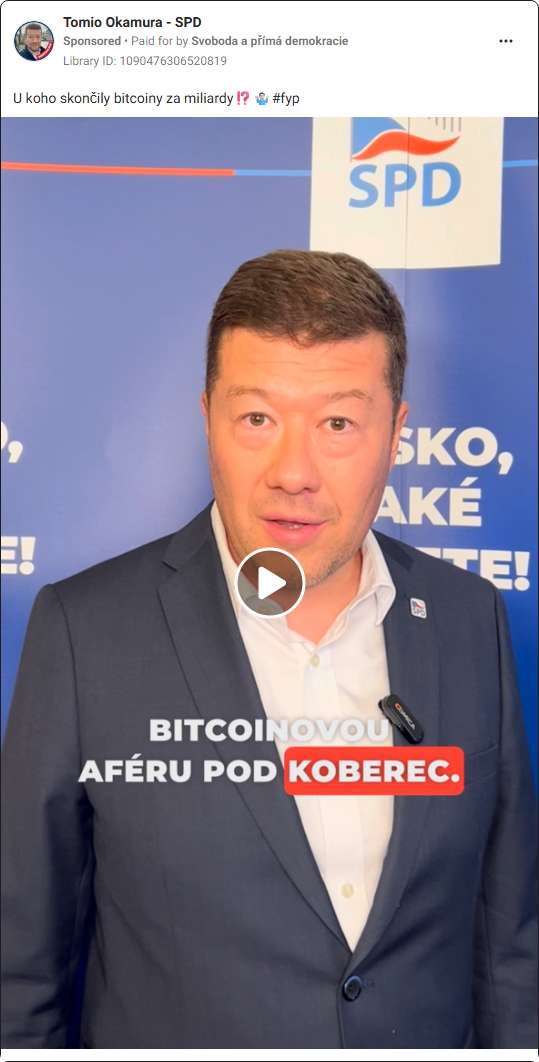 Tomio Okamura - SPD
Sponsored • Paid for by Svoboda a přímá demokracie
Library ID: 1090476306520819
U koho skončily bitcoiny za miliardy⁉️ 🤷🏻‍♂️ #fyp
SPD
SKO,
AKÉ
E!
ETE!
SPD
BITCOINOVOU
AFÉRU POD KOBEREC.